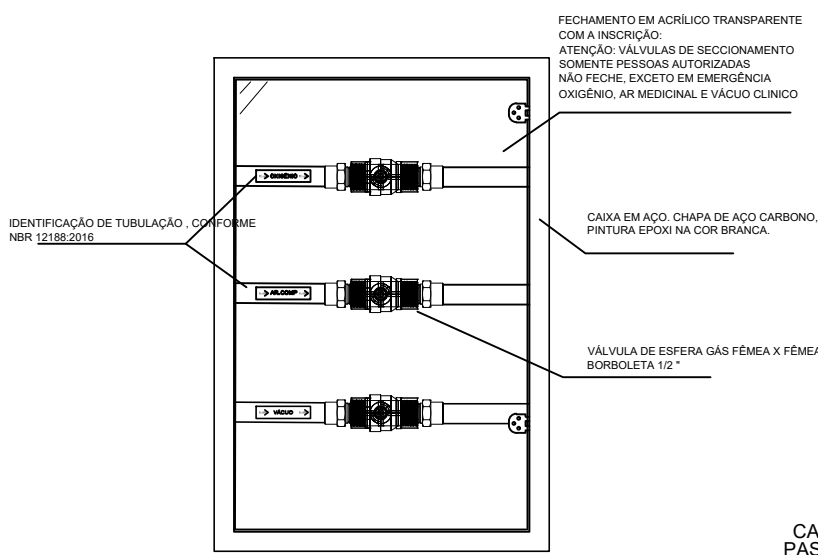 FECHAMENTO EM ACRÍLICO TRANSPARENTE
COM A INSCRIÇÃO:
ATENÇÃO: VÁLVULAS DE SECCIONAMENTO
SOMENTE PESSOAS AUTORIZADAS
NÃO FECHE, EXCETO EM EMERGÊNCIA
OXIGÊNIO, AR MEDICINAL E VÁCUO CLINICO
OXIGÊNIO
IDENTIFICAÇÃO DE TUBULAÇÃO , CONFORME
NBR 12188:2016
CAIXA EM AÇO. CHAPA DE AÇO CARBONO,
PINTURA EPOXI NA COR BRANCA.
AR.COMP
VÁLVULA DE ESFERA GÁS FÊMEA X FÊMEA
BORBOLETA 1/2 "
VÁCUO
CA
PAS